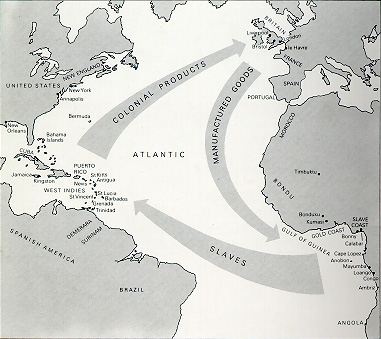 BRITAIN
Liverpool
London
Bristol
le Havre
FRANCE
NEW ENGLAND
SPAIN
UNITED STATES
New York
Annapolis
PORTUGAL
COLONIAL PRODUCTS
MANUFACTURED GOODS
Bermuda
MOROCCO
New
Orleans
Bahama
Islands
ATLANTIC
CUBA
PUERTO
RICO
Timbuktu
Jamaica
Kingston
St Kitts
Antigua
Nevis
BONDU
WEST INDIES
St Lucia
St Vincent
Barbados
Grenada
Trinidad
Bonduku
Kumasi
SLAVE
COAST
DEMERARA
SURINAM
GOLD COAST
GULF OF GUINEA
Bonny
Calabar
SPANISH AMERICA
SLAVES
Cape Lopez
Anobon
Mayumba
Loango
Congo
Ambriz
BRAZIL
ANGOLA